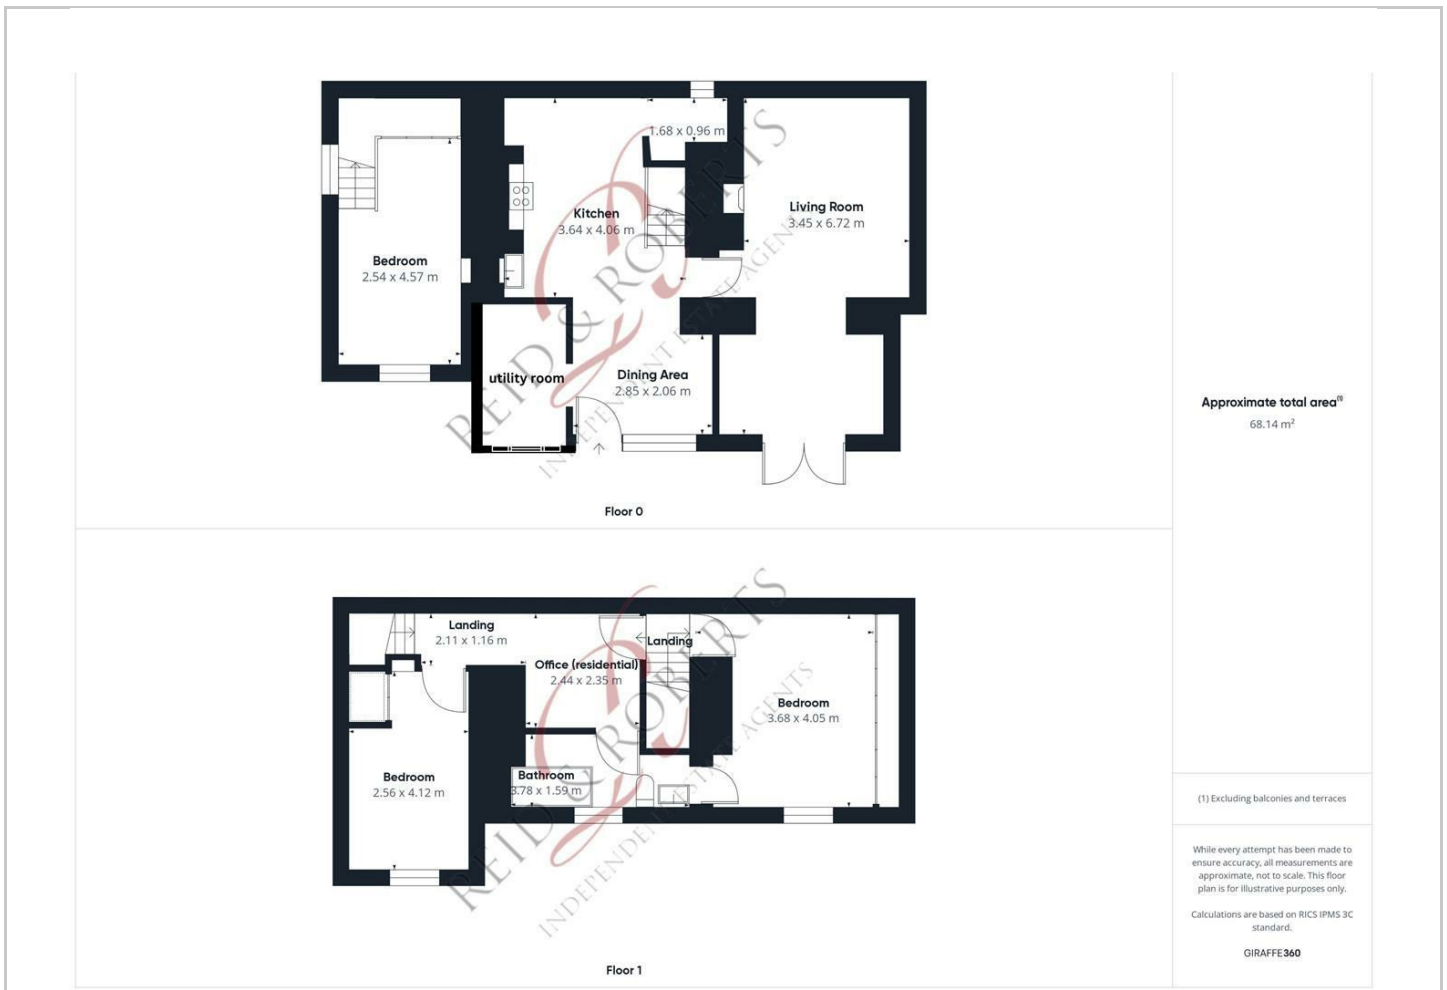 1.68 x 0.96 m
Living Room
3.45 x 6.72 m
Kitchen
3.64 x 4.06 m
Bedroom
2.54 x 4.57 m
utility room
Dining Area
2.85 x 2.06 m
Floor 0
REID & ROBERTS
INDEPENDENT ESTATE AGENTS
Approximate total area(1)
68.14 m²
Landing
2.11 x 1.16 m
Landing
Office (residential)
2.44 x 2.35 m
Bedroom
3.68 x 4.05 m
Bedroom
2.56 x 4.12 m
Bathroom
3.78 x 1.59 m
Floor 1
REID & ROBERTS
INDEPENDENT ESTATE AGENTS
(1) Excluding balconies and terraces
While every attempt has been made to
ensure accuracy, all measurements are
approximate, not to scale. This floor
plan is for illustrative purposes only.
Calculations are based on RICS IPMS 3C
standard.
GIRAFFE360